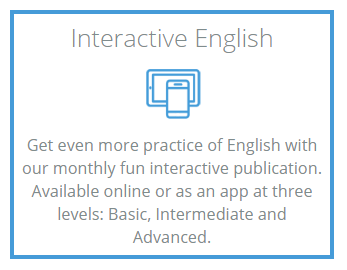 Interactive English
Get even more practice of English with
our monthly fun interactive publication.
Available online or as an app at three
levels: Basic, Intermediate and
Advanced.